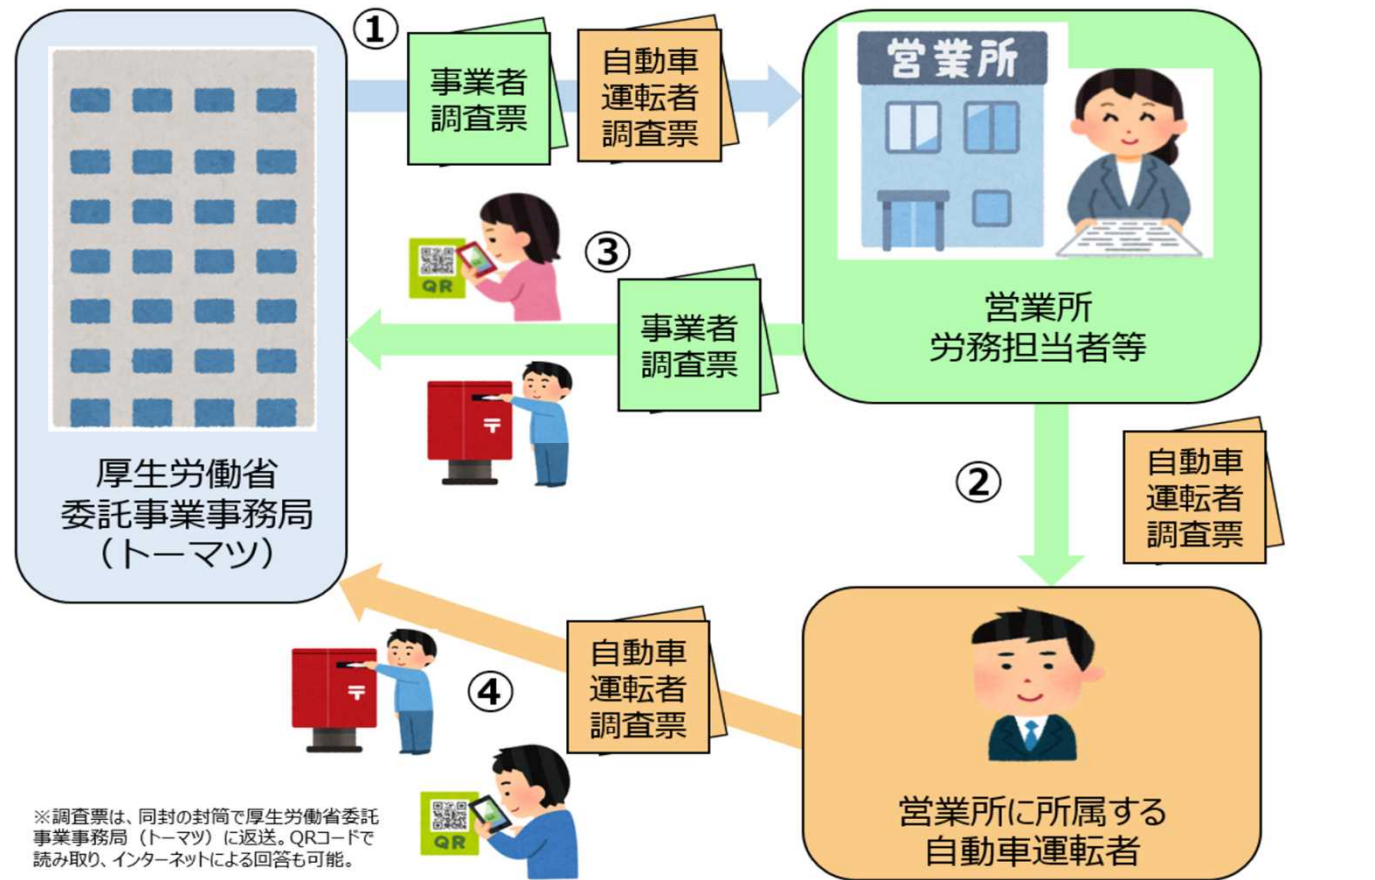 ①
事業者
調査票
自動車
運転者
調査票
営業所
営業所
労務担当者等
QR
③
事業者
調査票
〒
厚生労働省
委託事業事務局
（トーマツ）
②
自動車
運転者
調査票
〒
④
自動車
運転者
調査票
QR
営業所に所属する
自動車運転者
※調査票は、同封の封筒で厚生労働省委託
事業事務局（トーマツ）に返送。QRコードで
読み取り、インターネットによる回答も可能。